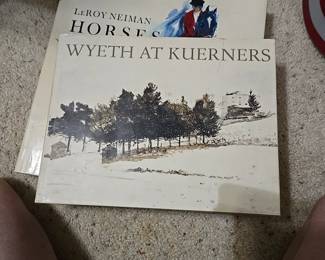 LEROY NEIMAN
HORSES
WYETH AT KUERNERS